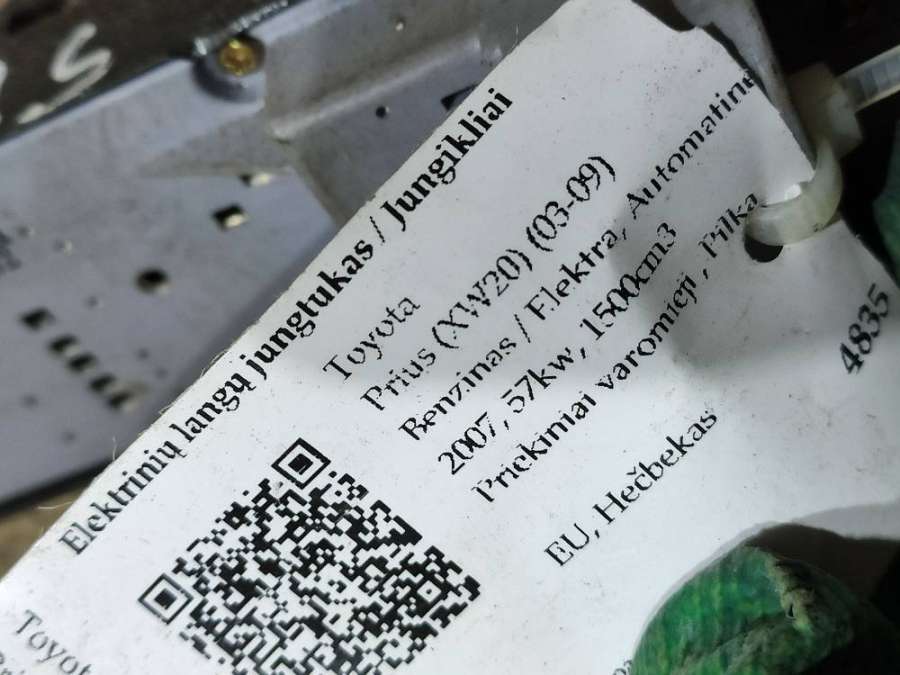 Elektrinių langų jungtukas / Jungikliai
Toyota
Prius (XW20) (03-09)
Benzinas / Elektra, Automatinė
2007, 57kw, 1500cm3
Priekiniai varomieji, Pilka
EU, Hečbekas
4835
Toyota
S